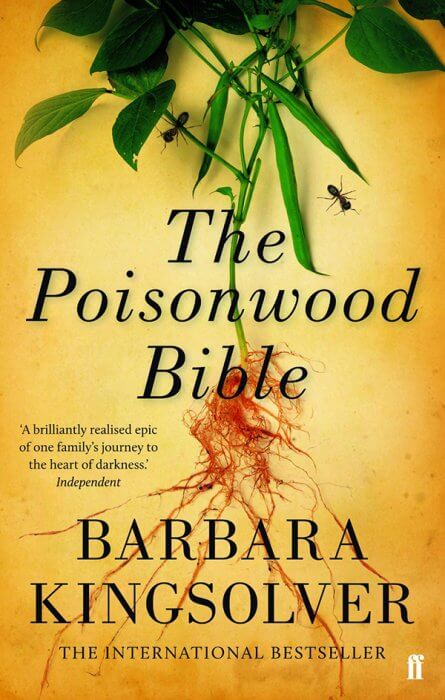 The
Poisonwood
Bible
‘A brilliantly realised epic
of one family’s journey to
the heart of darkness.’
Independent
BARBARA
KINGSOLVER
THE INTERNATIONAL BESTSELLER
ff